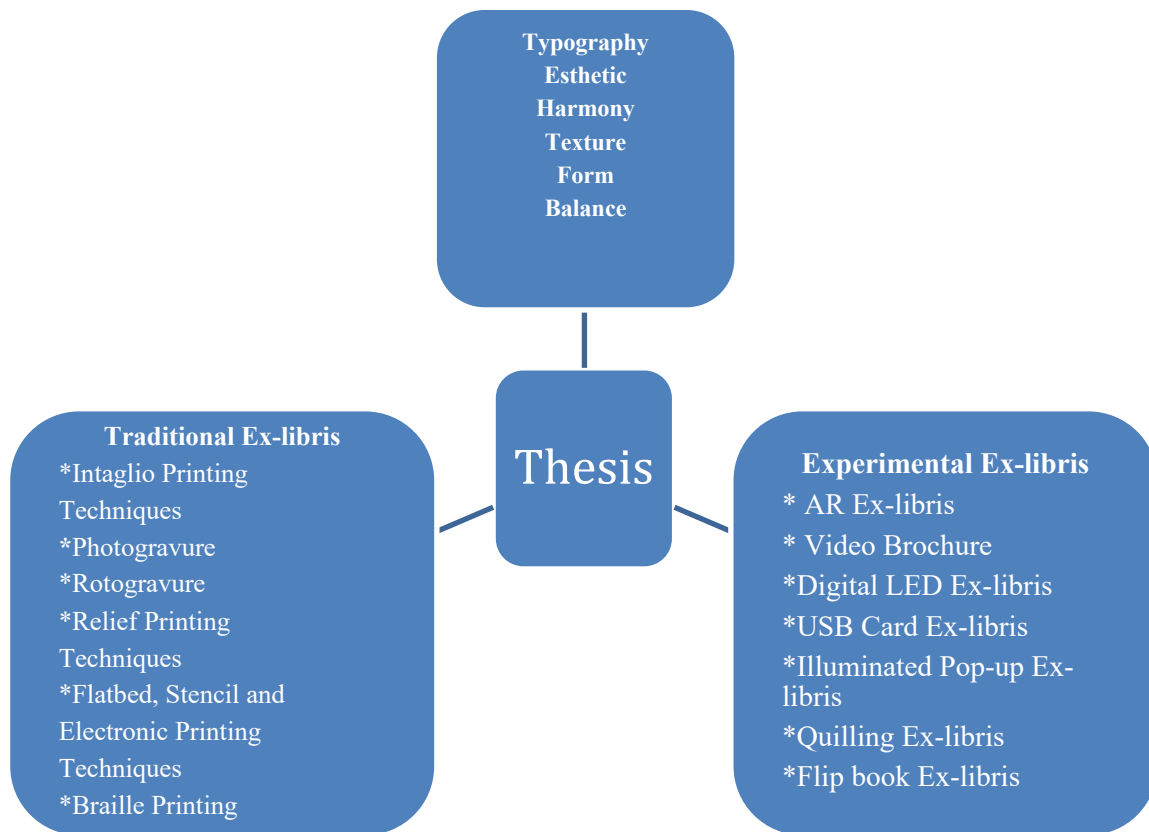 Typography
Esthetic
Harmony
Texture
Form
Balance
Thesis
Traditional Ex-libris
*Intaglio Printing
Techniques
*Photogravure
*Rotogravure
*Relief Printing
Techniques
*Flatbed, Stencil and
Electronic Printing
Techniques
*Braille Printing
Experimental Ex-libris
* AR Ex-libris
* Video Brochure
*Digital LED Ex-libris
*USB Card Ex-libris
*Illuminated Pop-up Ex-
libris
*Quilling Ex-libris
*Flip book Ex-libris